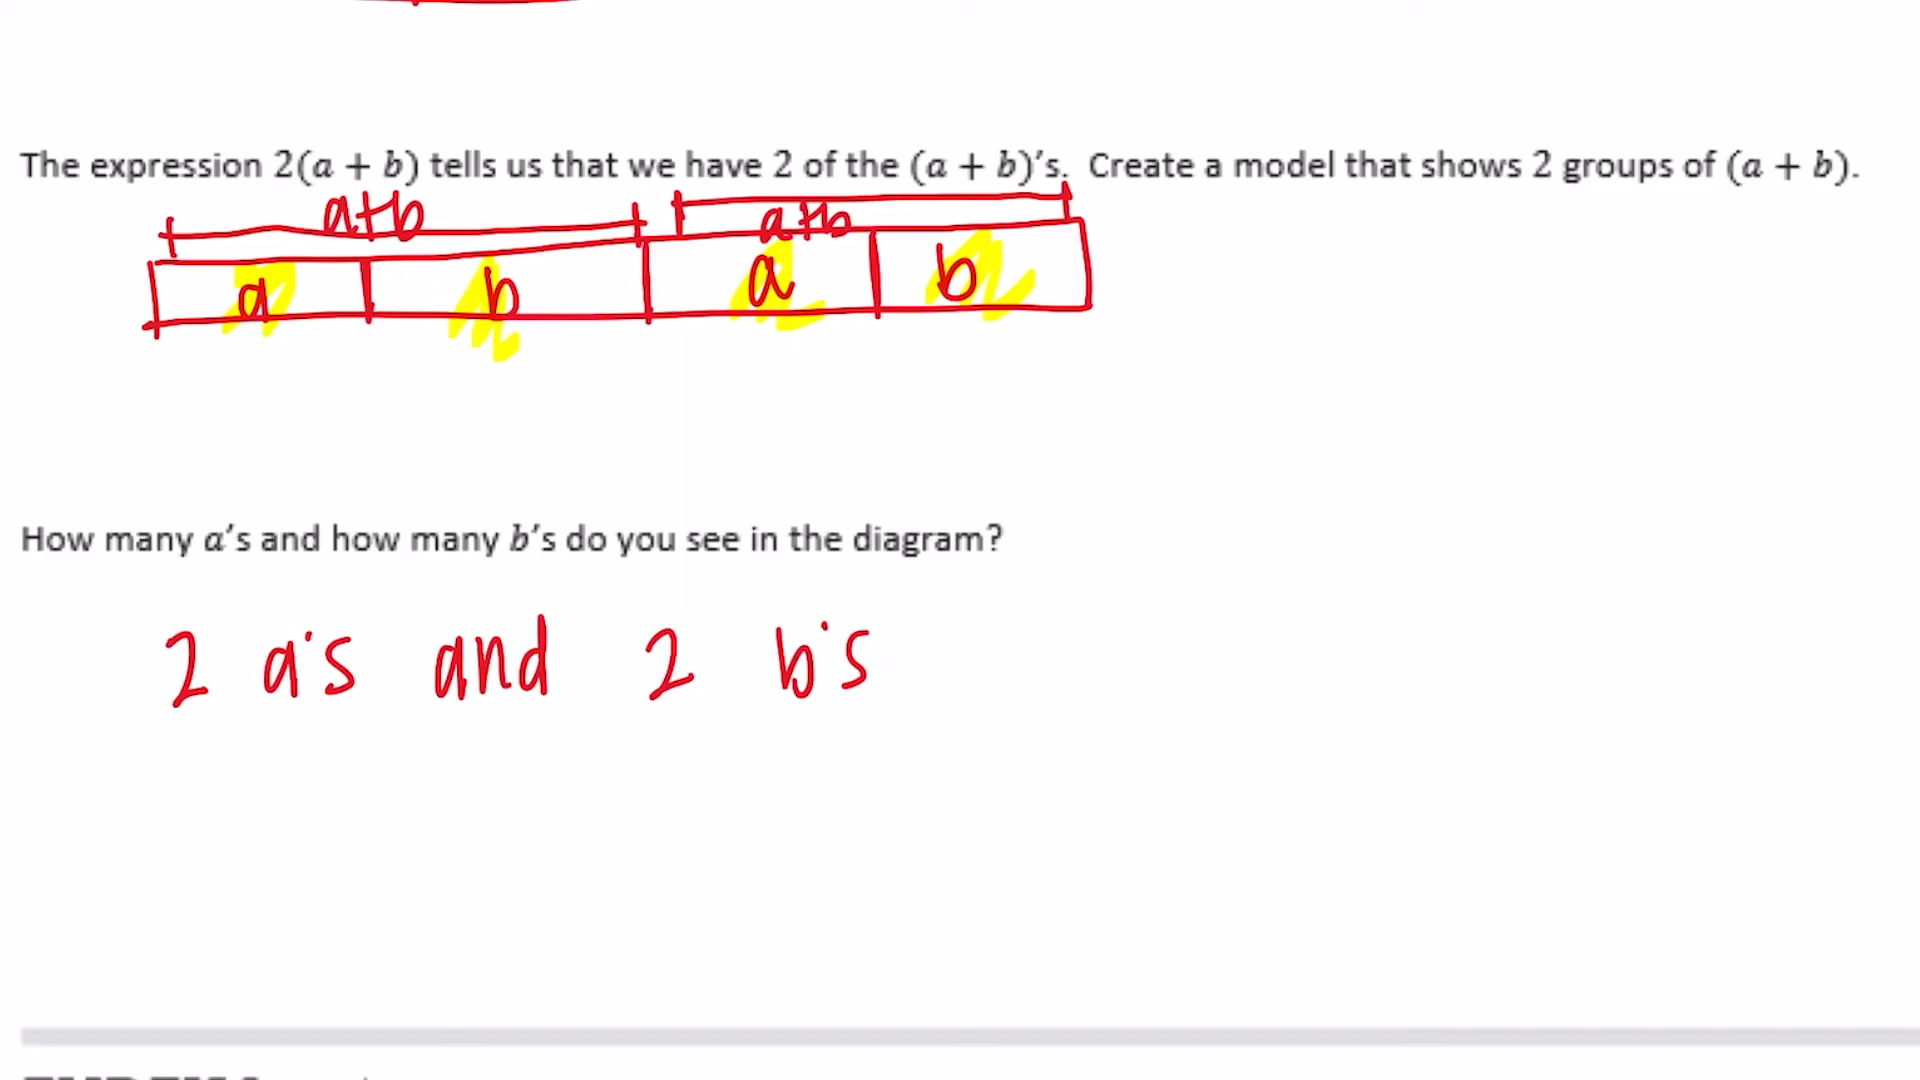 The expression 2(a + b) tells us that we have 2 of the (a + b)'s. Create a model that shows 2 groups of (a + b).
a+b a+b
a b a b
How many a's and how many b's do you see in the diagram?
2 a's and 2 b's